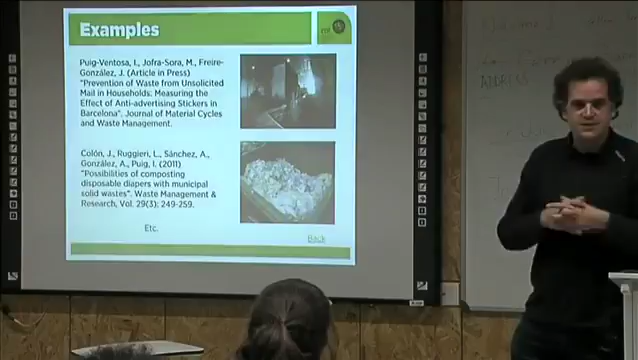 Examples
Puig-Ventosa, I., Jofra-Sora, M., Freire-
González, J. (Article in Press)
"Prevention of Waste from Unsolicited
Mail in Households: Measuring the
Effect of Anti-advertising Stickers in
Barcelona". Journal of Material Cycles
and Waste Management.
Colón, J., Ruggieri, L., Sánchez, A.,
González, A., Puig, I. (2011)
"Possibilities of composting
disposable diapers with municipal
solid wastes". Waste Management &
Research, Vol. 29(3): 249-259.
Etc.
Back
ADDRESS